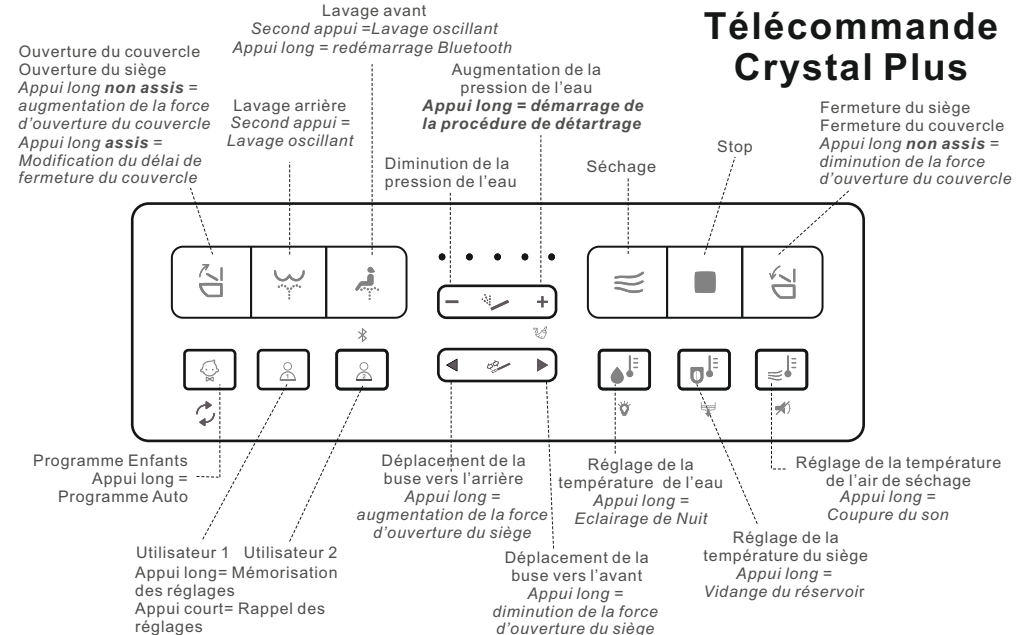 Télécommande
Crystal Plus
Lavage avant
Second appui =Lavage oscillant
Appui long = redémarrage Bluetooth
Ouverture du couvercle
Ouverture du siège
Appui long non assis =
augmentation de la force
d'ouverture du couvercle
Appui long assis =
Modification du délai de
fermeture du couvercle
Lavage arrière
Second appui =
Lavage oscillant
Augmentation de la
pression de l'eau
Appui long = démarrage de
la procédure de détartrage
Diminution de la
pression de l'eau
Séchage
Stop
Fermeture du siège
Fermeture du couvercle
Appui long non assis =
diminution de la force
d'ouverture du couvercle
1
2
Programme Enfants
Appui long =
Programme Auto
Utilisateur 1 Utilisateur 2
Appui long= Mémorisation
des réglages
Appui court= Rappel des
réglages
Déplacement de la
buse vers l'arrière
Appui long =
augmentation de la force
d'ouverture du siège
Déplacement de la
buse vers l'avant
Appui long =
diminution de la force
d'ouverture du siège
Réglage de la
température de l'eau
Appui long =
Eclairage de Nuit
Réglage de la
température du siège
Appui long =
Vidange du réservoir
Réglage de la température
de l'air de séchage
Appui long =
Coupure du son